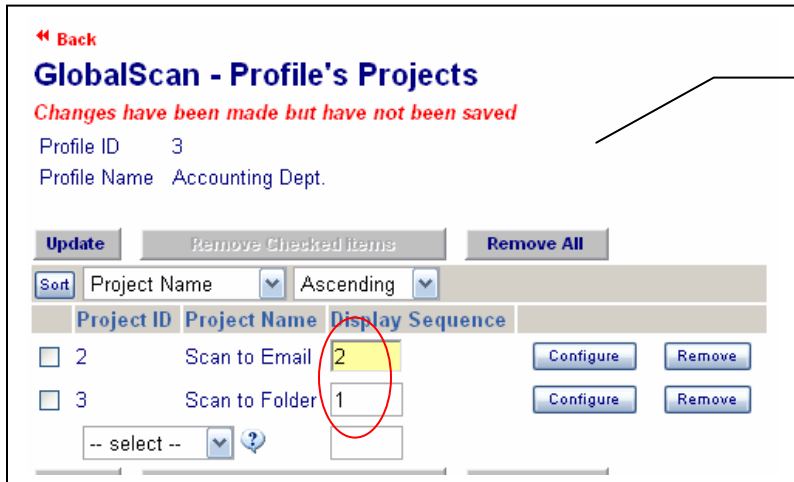 Back
GlobalScan - Profile's Projects
Changes have been made but have not been saved
Profile ID 3
Profile Name Accounting Dept.
Update Remove Checked items Remove All
Sort Project Name Ascending
Project ID Project Name Display Sequence
2 Scan to Email 2 Configure Remove
3 Scan to Folder 1 Configure Remove
-- select -- ?